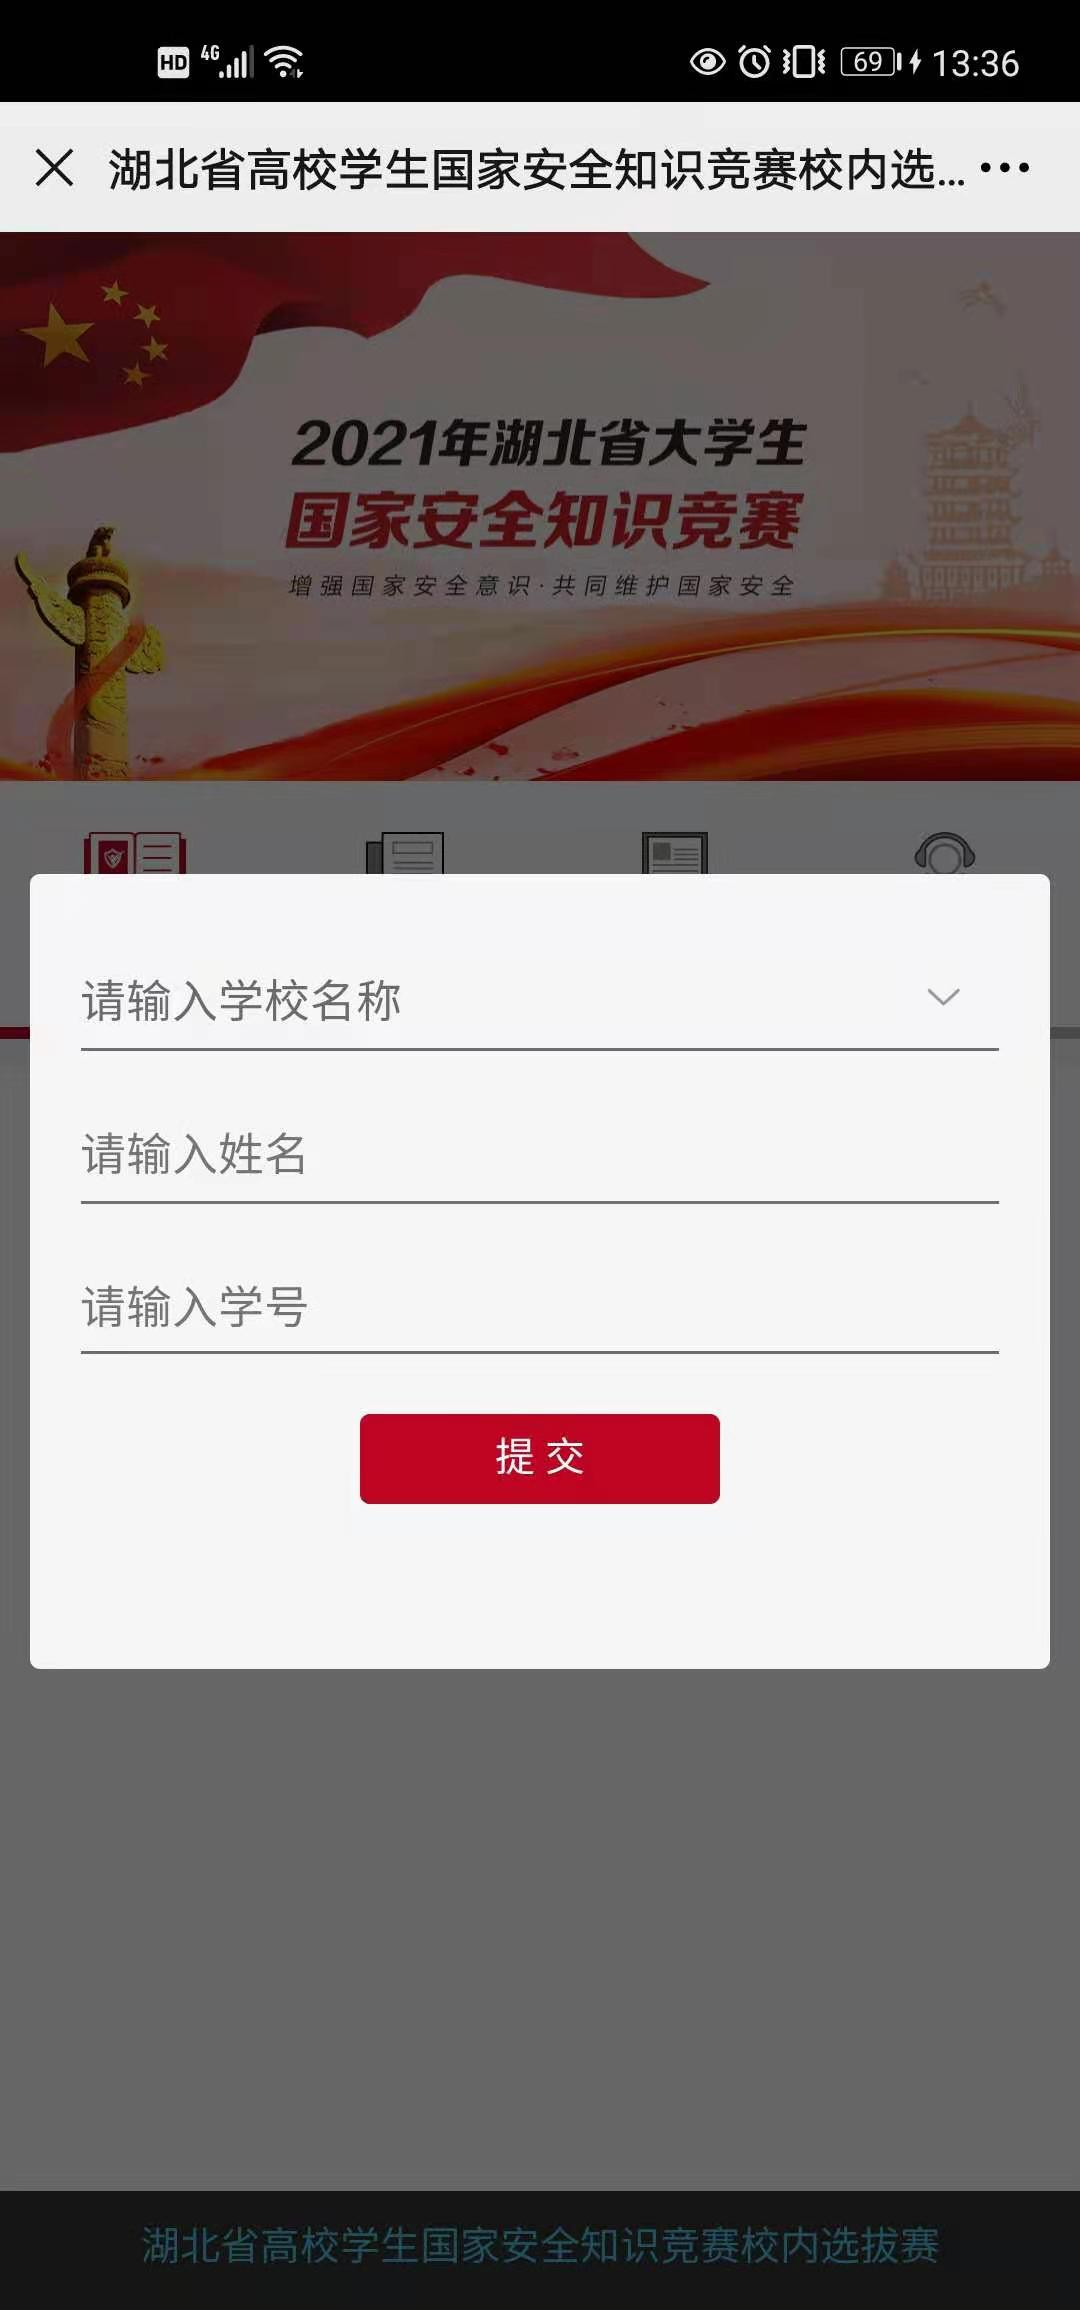 HD 4G 69 13:36
湖北省高校学生国家安全知识竞赛校内选...
2021年湖北省大学生
国家安全知识竞赛
增强国家安全意识·共同维护国家安全
请输入学校名称
请输入姓名
请输入学号
提交
湖北省高校学生国家安全知识竞赛校内选拔赛